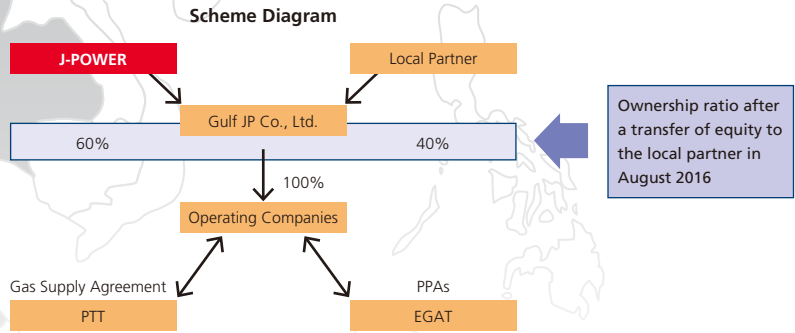 Scheme Diagram
J-POWER
Local Partner
Gulf JP Co., Ltd.
60%
40%
Ownership ratio after
a transfer of equity to
the local partner in
August 2016
100%
Operating Companies
Gas Supply Agreement
PPAs
PTT
EGAT